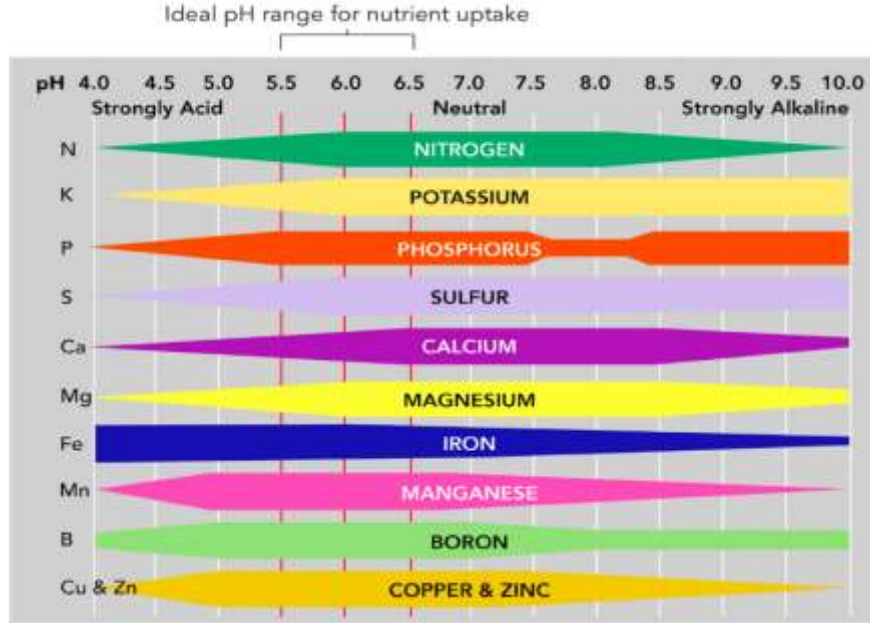 Ideal pH range for nutrient uptake
pH 4.0 4.5 5.0 5.5 6.0 6.5 7.0 7.5 8.0 8.5 9.0 9.5 10.0
Strongly Acid Neutral Strongly Alkaline
N NITROGEN
K POTASSIUM
P PHOSPHORUS
S SULFUR
Ca CALCIUM
Mg MAGNESIUM
Fe IRON
Mn MANGANESE
B BORON
Cu & Zn COPPER & ZINC